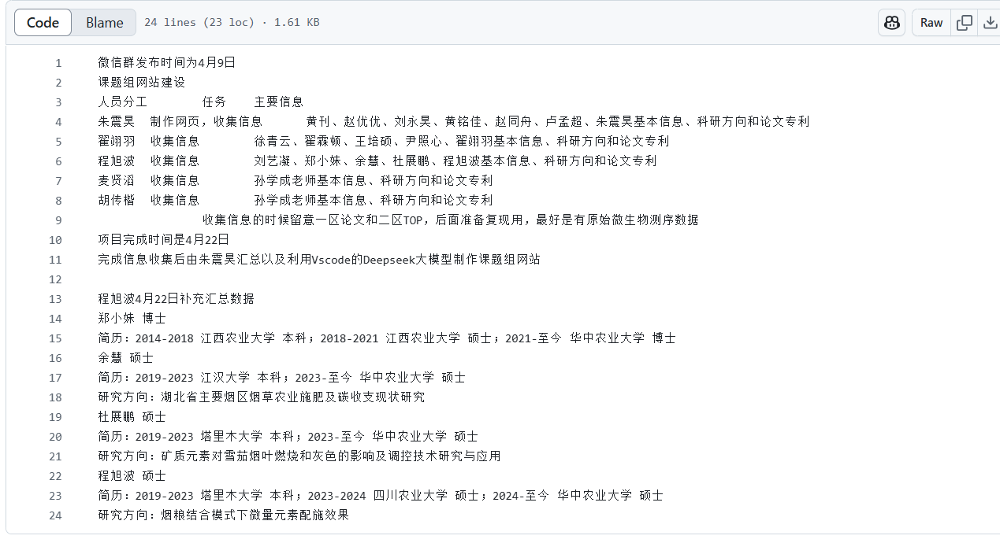 Code Blame 24 lines (23 loc) · 1.61 KB Raw
1 微信群发布时间为4月9日
2 课题组网站建设
3 人员分工 任务 主要信息
4 朱震昊 制作网页，收集信息 黄刊、赵优优、刘永昊、黄铭佳、赵同舟、卢孟超、朱震昊基本信息、科研方向和论文专利
5 翟翊羽 收集信息 徐青云、翟霖顿、王培硕、尹照心、翟翊羽基本信息、科研方向和论文专利
6 程旭波 收集信息 刘艺凝、郑小妹、余慧、杜展鹏、程旭波基本信息、科研方向和论文专利
7 麦贤滔 收集信息 孙学成老师基本信息、科研方向和论文专利
8 胡传楷 收集信息 孙学成老师基本信息、科研方向和论文专利
9 收集信息的时候留意一区论文和二区TOP，后面准备复现用，最好是有原始微生物测序数据
10 项目完成时间是4月22日
11 完成信息收集后由朱震昊汇总以及利用Vscode的Deepseek大模型制作课题组网站
12
13 程旭波4月22日补充汇总数据
14 郑小妹 博士
15 简历：2014-2018 江西农业大学 本科；2018-2021 江西农业大学 硕士；2021-至今 华中农业大学 博士
16 余慧 硕士
17 简历：2019-2023 江汉大学 本科；2023-至今 华中农业大学 硕士
18 研究方向：湖北省主要烟区烟草农业施肥及碳收支现状研究
19 杜展鹏 硕士
20 简历：2019-2023 塔里木大学 本科；2023-至今 华中农业大学 硕士
21 研究方向：矿质元素对雪茄烟叶燃烧和灰色的影响及调控技术研究与应用
22 程旭波 硕士
23 简历：2019-2023 塔里木大学 本科；2023-2024 四川农业大学 硕士；2024-至今 华中农业大学 硕士
24 研究方向：烟粮结合模式下微量元素配施效果